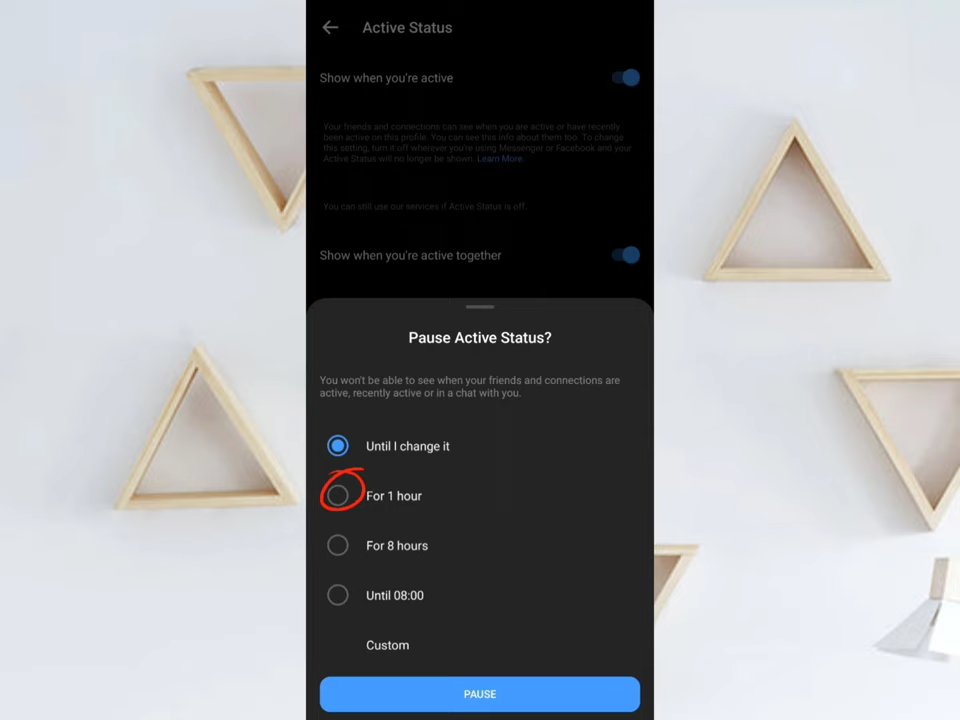 Active Status
Show when you're active
Your friends and connections can see when you are active or have recently
been active on this profile. You can see this info about them too. To change
this setting, turn it off wherever you're using Messenger or Facebook and your
Active Status will no longer be shown. Learn More.
You can still use our services if Active Status is off.
Show when you're active together
Pause Active Status?
You won't be able to see when your friends and connections are
active, recently active or in a chat with you.
Until I change it
For 1 hour
For 8 hours
Until 08:00
Custom
PAUSE